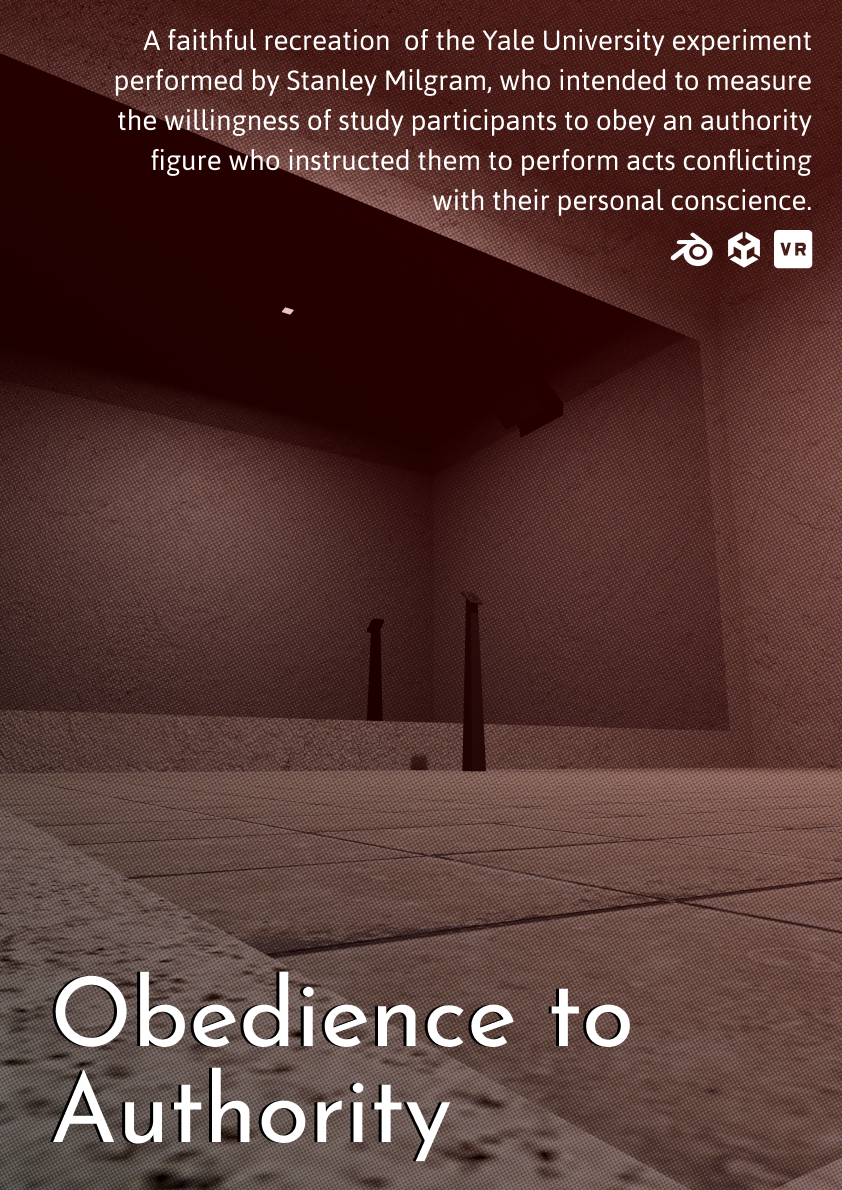 A faithful recreation  of the Yale University experiment
performed by Stanley Milgram, who intended to measure
the willingness of study participants to obey an authority
figure who instructed them to perform acts conflicting
with their personal conscience.
VR
Obedience to
Authority